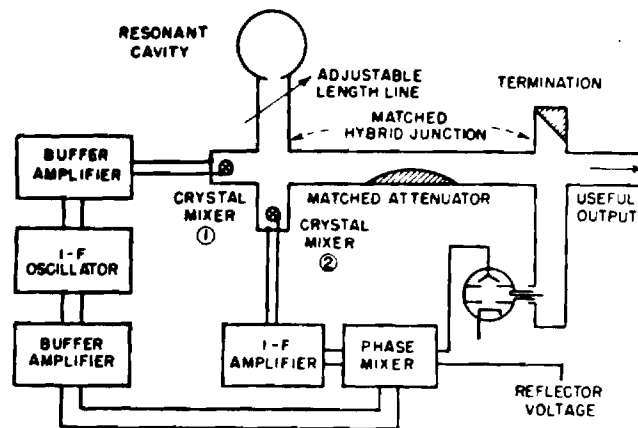 RESONANT
CAVITY
ADJUSTABLE
LENGTH LINE
TERMINATION
MATCHED
HYBRID JUNCTION
BUFFER
AMPLIFIER
CRYSTAL
MIXER
①
MATCHED ATTENUATOR
USEFUL
OUTPUT
CRYSTAL
MIXER
②
I-F
OSCILLATOR
BUFFER
AMPLIFIER
I-F
AMPLIFIER
PHASE
MIXER
REFLECTOR
VOLTAGE